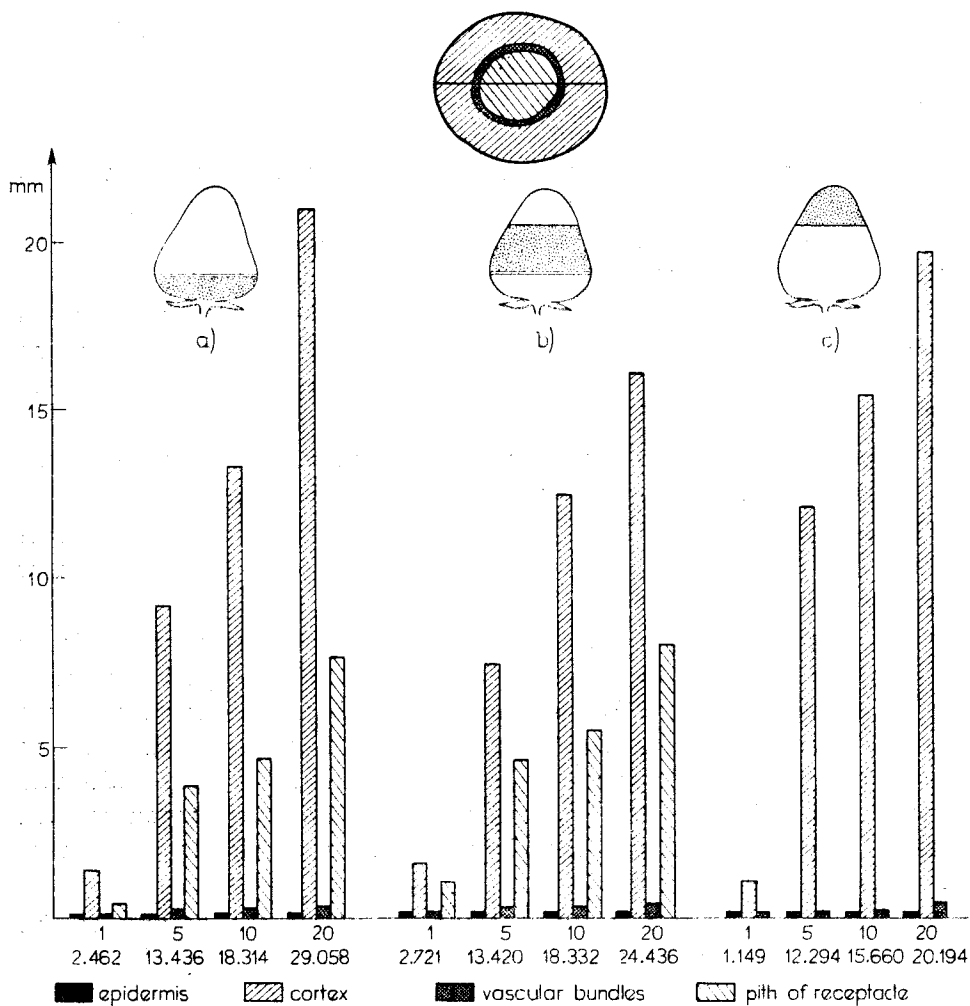 mm
20
15
10
5
a)
b)
c)
1 5 10 20 1 5 10 20 1 5 10 20
2.462 13.436 18.314 29.058 2.721 13.420 18.332 24.436 1.149 12.294 15.660 20.194
epidermis cortex vascular bundles pith of receptacle